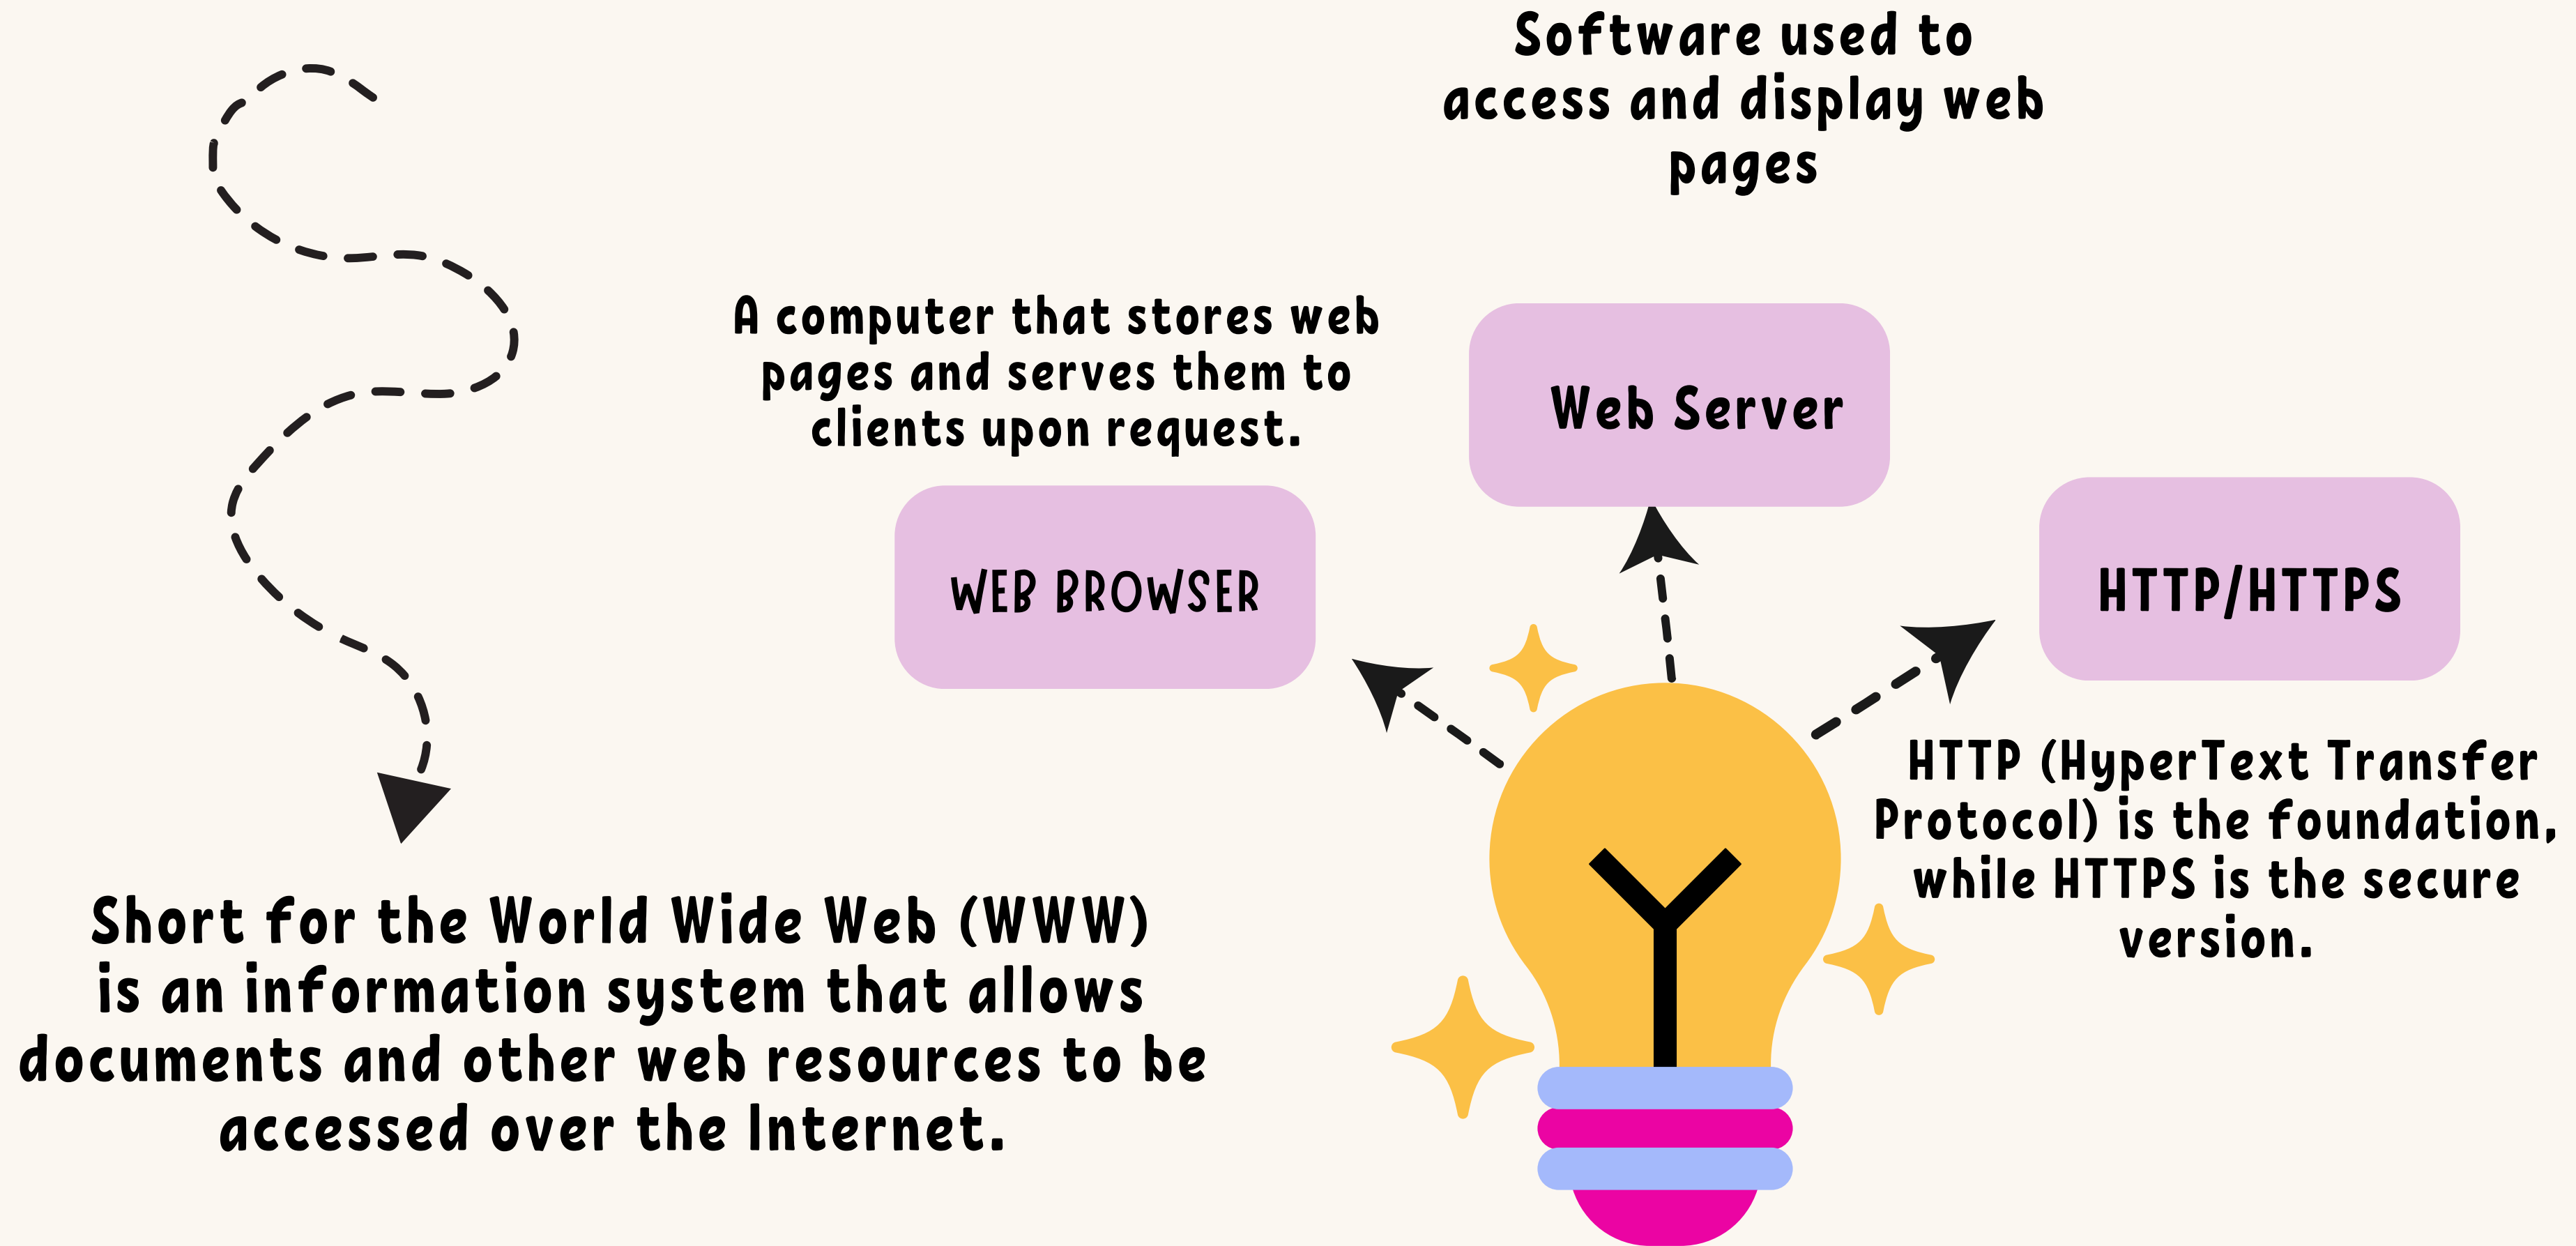 Software used to
access and display web
pages
A computer that stores web
pages and serves them to
clients upon request.
Web Server
WEB BROWSER
HTTP/HTTPS
HTTP (HyperText Transfer
Protocol) is the foundation,
while HTTPS is the secure
version.
Short for the World Wide Web (WWW)
is an information system that allows
documents and other web resources to be
accessed over the Internet.